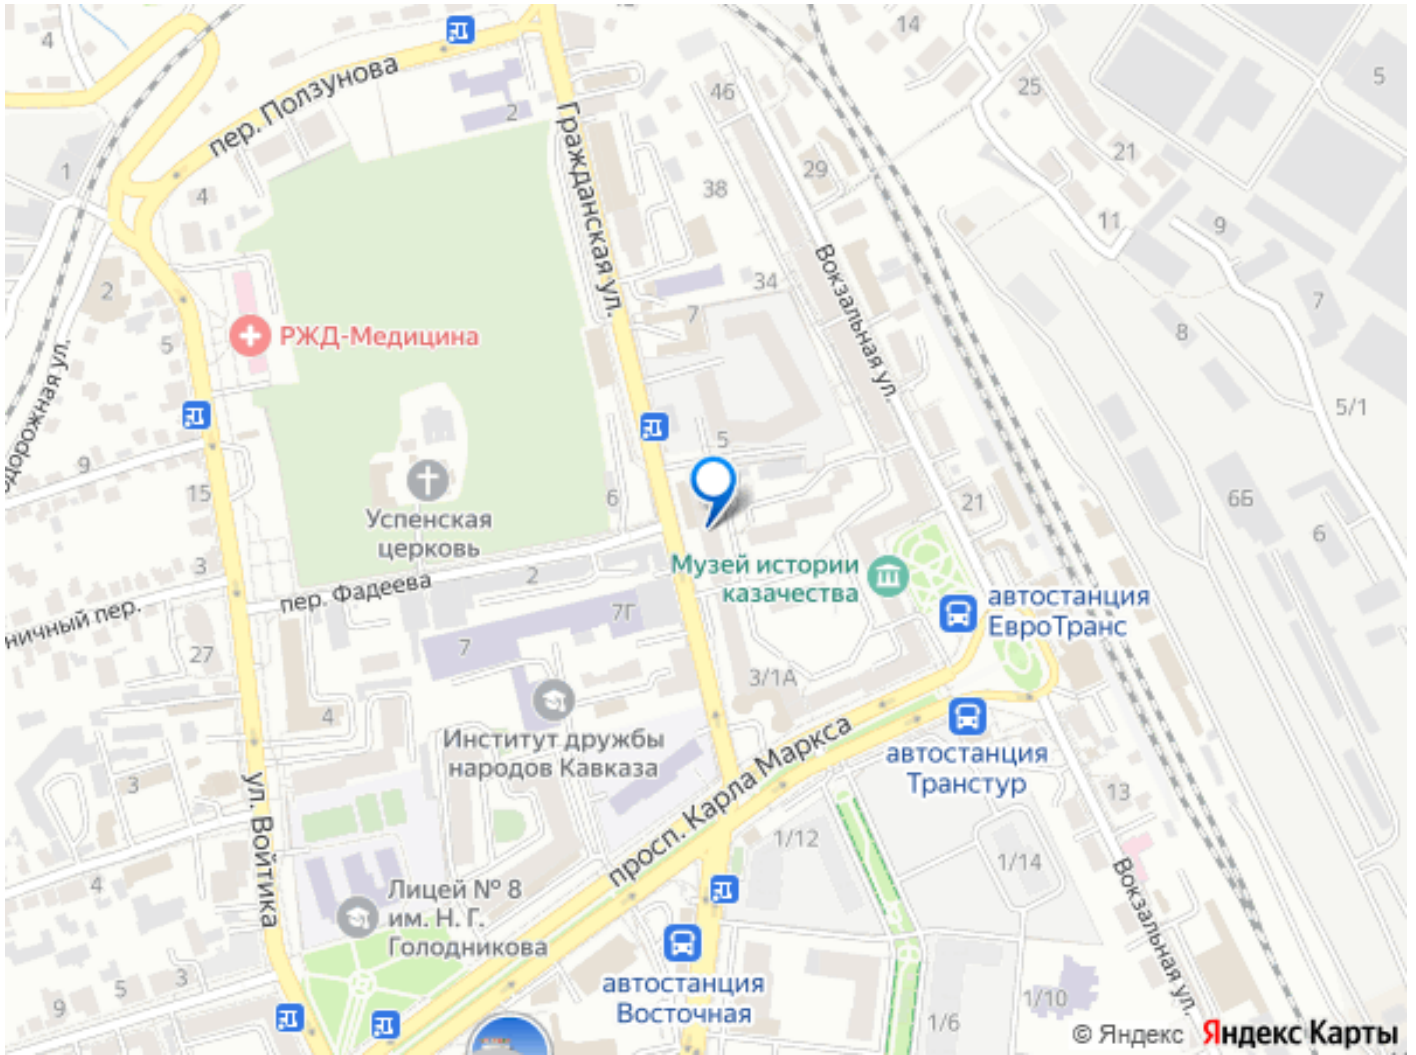 4
14
пер. Ползунова
2
46
25
5
Гражданская ул.
1
29
21
4
38
11
9
Вокзальная ул.
2
34
7
7
8
РЖД-Медицина
5
5/1
5
9
15
6
21
6Б
6
Успенская
церковь
Музей истории
казачества
3
пер. Фадеева
2
автостанция
ЕвроТранс
7Г
27
7
3/1А
4
Институт дружбы
народов Кавказа
автостанция
Транстур
просп. Карла Маркса
3
ул. Войтика
13
1/12
1/14
4
Лицей № 8
им. Н. Г.
Голодникова
Вокзальная ул.
3
5
9
автостанция
Восточная
1/10
1/6
© Яндекс Яндекс Карты